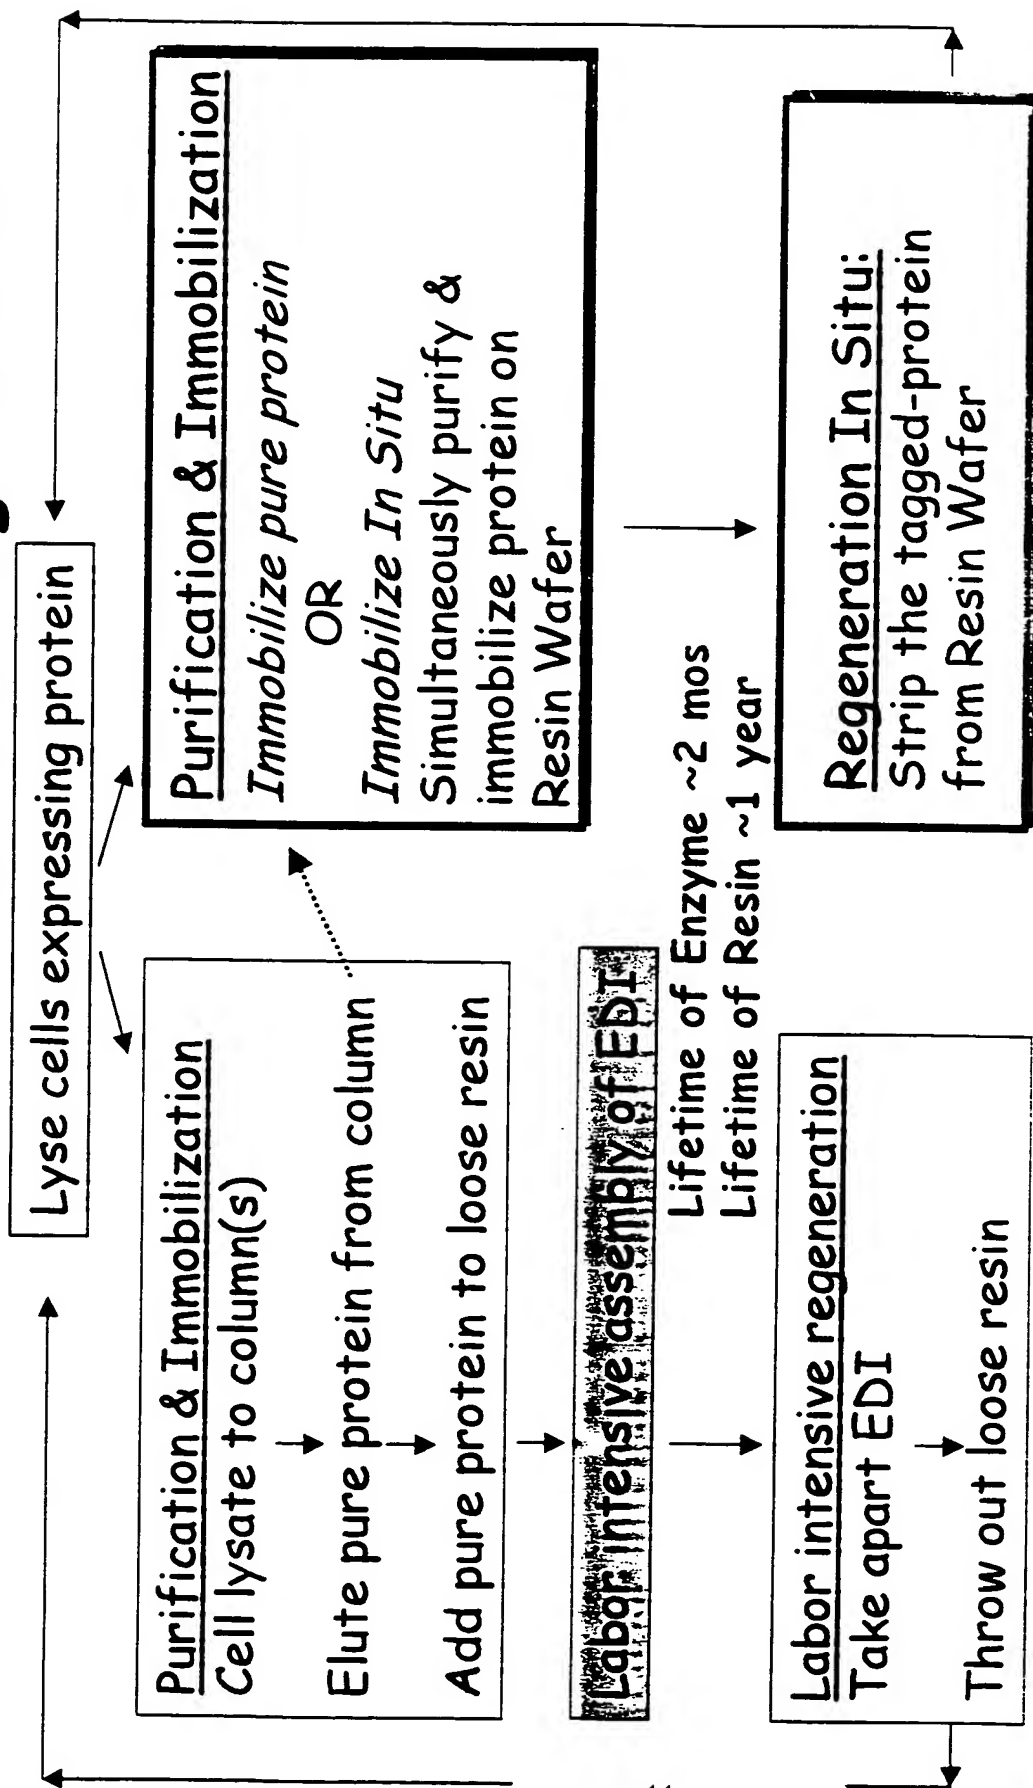 Lyse cells expressing protein
Purification & Immobilization
Cell lysate to column(s)
Elute pure protein from column
Add pure protein to loose resin
Labor intensive assembly of EDI
Labor intensive regeneration
Take apart EDI
Throw out loose resin
Purification & Immobilization
Immobilize pure protein
OR
Immobilize In Situ
Simultaneously purify &
immobilize protein on
Resin Wafer
Lifetime of Enzyme ~2 mos
Lifetime of Resin ~1 year
Regeneration In Situ:
Strip the tagged-protein
from Resin Wafer